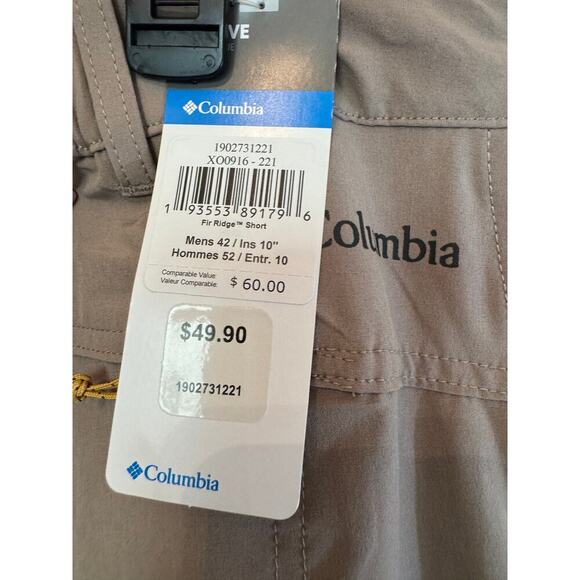 Columbia
1902731221
XO0916 - 221
1 93553 89179 6
Fir Ridge™ Short
Mens 42 / Ins 10"
Hommes 52 / Entr. 10
Comparable Value:
Valeur Comparable: $ 60.00
$49.90
1902731221
Columbia
Columbia